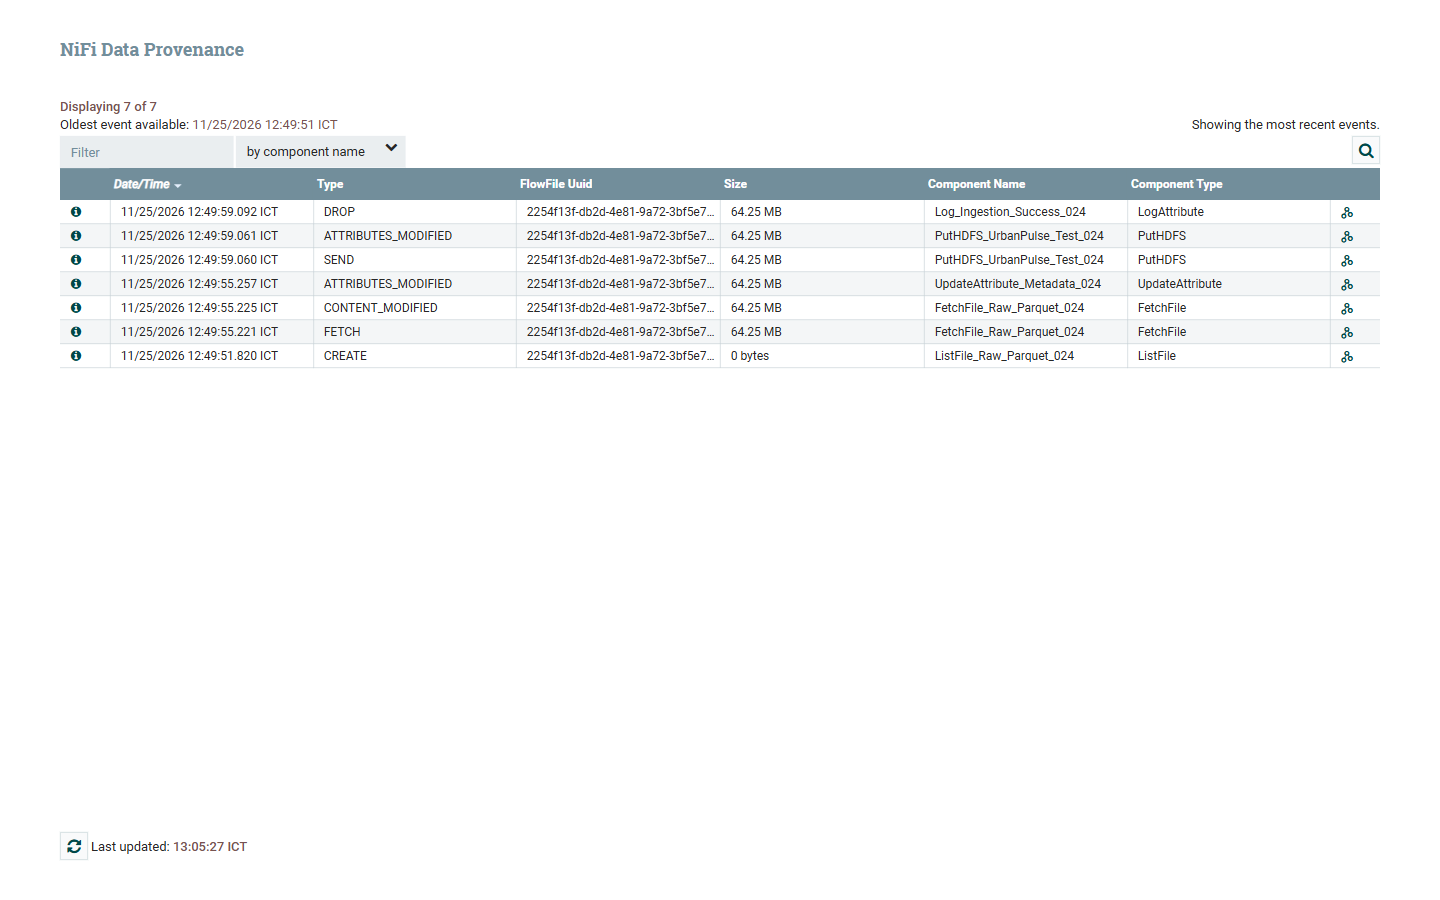 NiFi Data Provenance
Displaying 7 of 7
Oldest event available: 11/25/2026 12:49:51 ICT
Showing the most recent events.
Filter
by component name
Date/Time Type FlowFile Uuid Size Component Name Component Type
11/25/2026 12:49:59.092 ICT DROP 2254f13f-db2d-4e81-9a72-3bf5e7... 64.25 MB Log_Ingestion_Success_024 LogAttribute
11/25/2026 12:49:59.061 ICT ATTRIBUTES_MODIFIED 2254f13f-db2d-4e81-9a72-3bf5e7... 64.25 MB PutHDFS_UrbanPulse_Test_024 PutHDFS
11/25/2026 12:49:59.060 ICT SEND 2254f13f-db2d-4e81-9a72-3bf5e7... 64.25 MB PutHDFS_UrbanPulse_Test_024 PutHDFS
11/25/2026 12:49:55.257 ICT ATTRIBUTES_MODIFIED 2254f13f-db2d-4e81-9a72-3bf5e7... 64.25 MB UpdateAttribute_Metadata_024 UpdateAttribute
11/25/2026 12:49:55.225 ICT CONTENT_MODIFIED 2254f13f-db2d-4e81-9a72-3bf5e7... 64.25 MB FetchFile_Raw_Parquet_024 FetchFile
11/25/2026 12:49:55.221 ICT FETCH 2254f13f-db2d-4e81-9a72-3bf5e7... 64.25 MB FetchFile_Raw_Parquet_024 FetchFile
11/25/2026 12:49:51.820 ICT CREATE 2254f13f-db2d-4e81-9a72-3bf5e7... 0 bytes ListFile_Raw_Parquet_024 ListFile
Last updated: 13:05:27 ICT